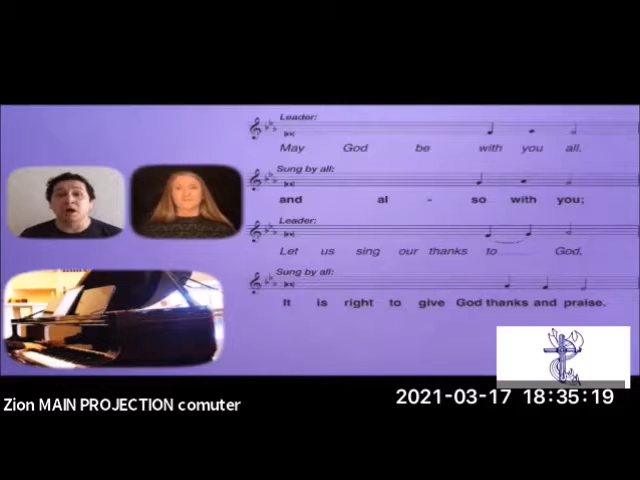 Leader:
May God be with you all.
Sung by all:
and al - so with you;
Leader:
Let us sing our thanks to God,
Sung by all:
It is right to give God thanks and praise.
Zion MAIN PROJECTION comuter
2021-03-17 18:35:19